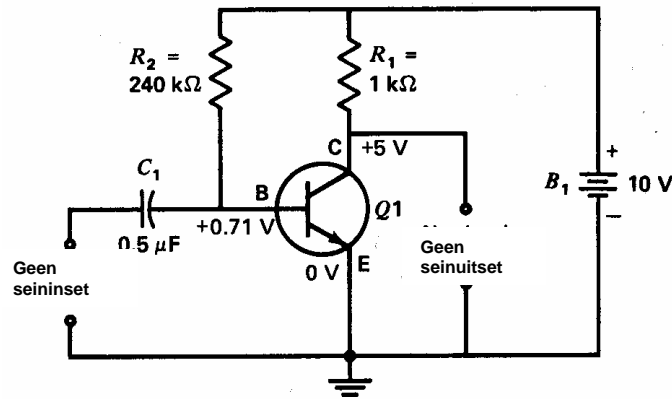 R₂ =
240 kΩ
R₁ =
1 kΩ
C
+5 V
C₁
B
Q1
B₁
+
10 V
−
+0.71 V
0.5 μF
E
0 V
Geen
seininset
Geen
seinuitset